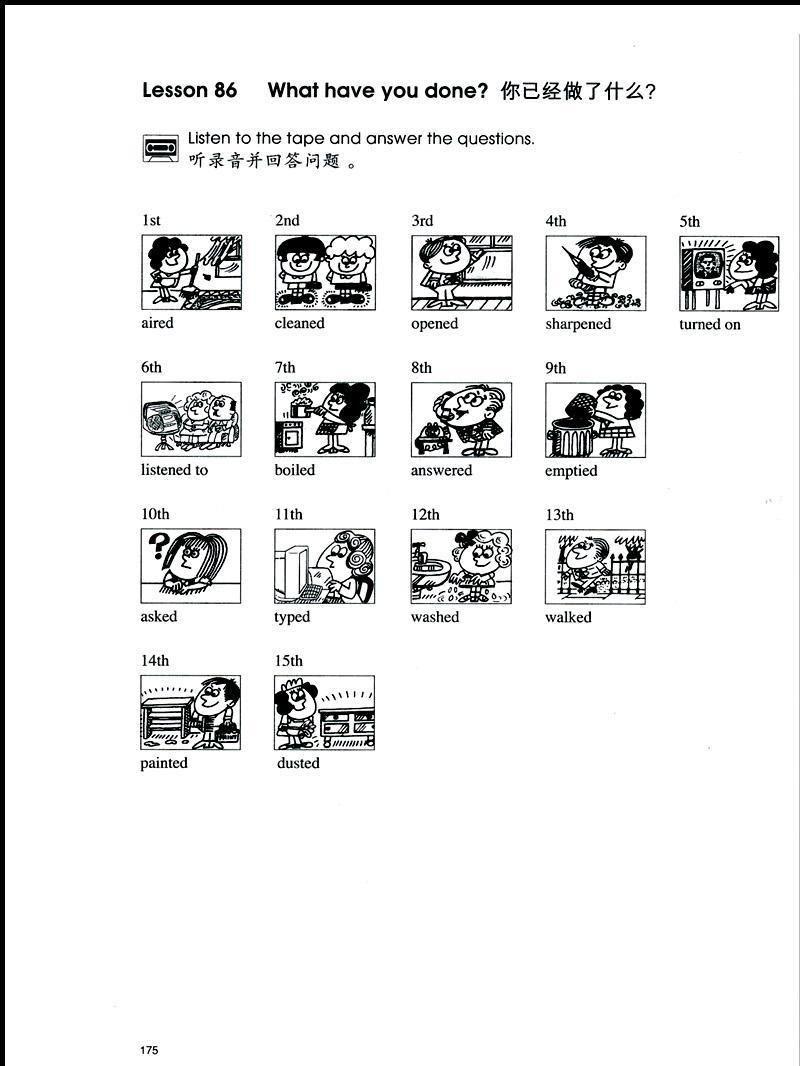 Lesson 86 What have you done? 你已经做了什么?
Listen to the tape and answer the questions.
听录音并回答问题。
1st 2nd 3rd 4th 5th
aired cleaned opened sharpened turned on
6th 7th 8th 9th
listened to boiled answered emptied
10th 11th 12th 13th
?
asked typed washed walked
14th 15th
PAINT
painted dusted
175